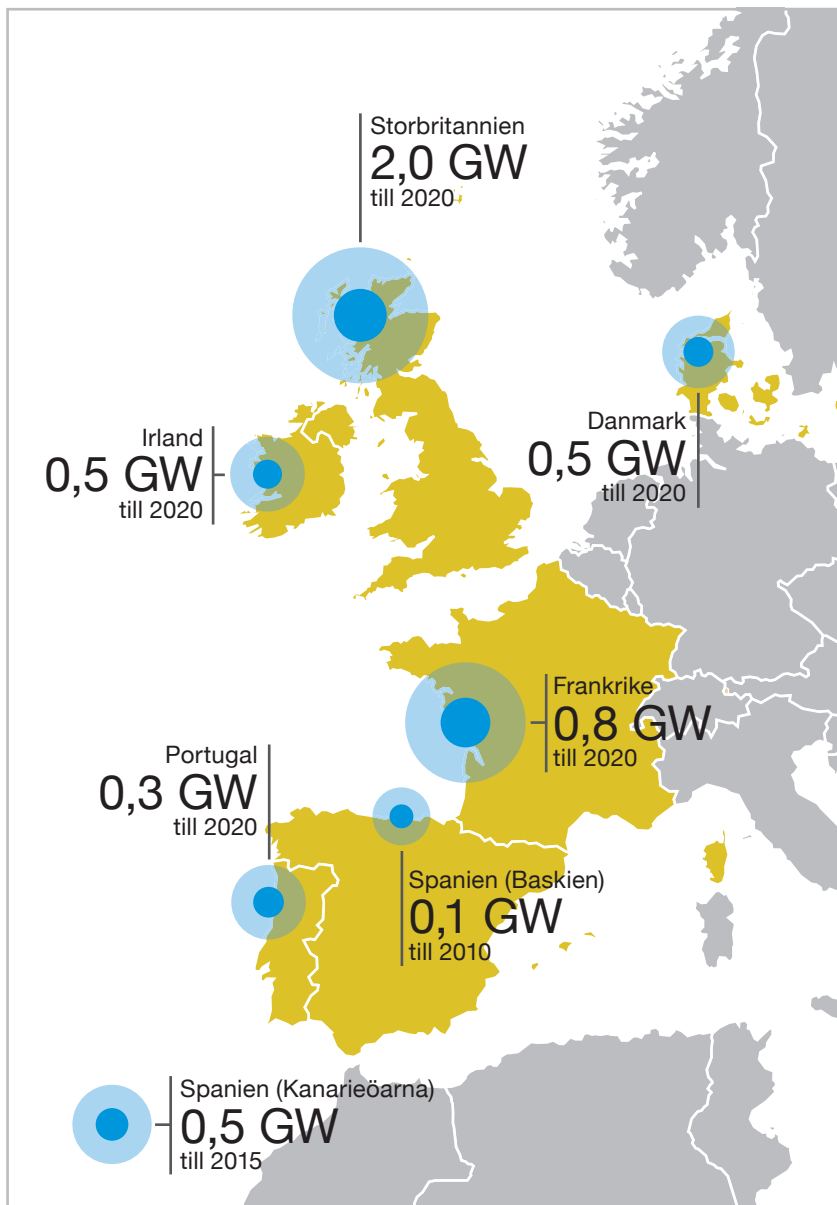 Storbritannien
2,0 GW
till 2020
Irland
0,5 GW
till 2020
Danmark
0,5 GW
till 2020
Frankrike
0,8 GW
till 2020
Portugal
0,3 GW
till 2020
Spanien (Baskien)
0,1 GW
till 2010
Spanien (Kanarieöarna)
0,5 GW
till 2015